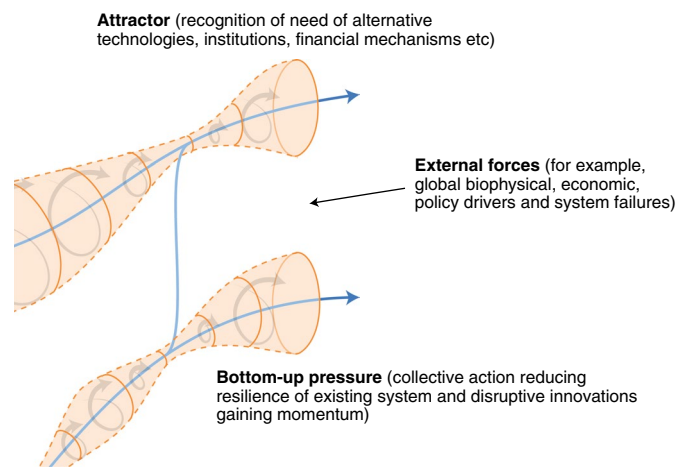 Attractor (recognition of need of alternative
technologies, institutions, financial mechanisms etc)
External forces (for example,
global biophysical, economic,
policy drivers and system failures)
Bottom-up pressure (collective action reducing
resilience of existing system and disruptive innovations
gaining momentum)